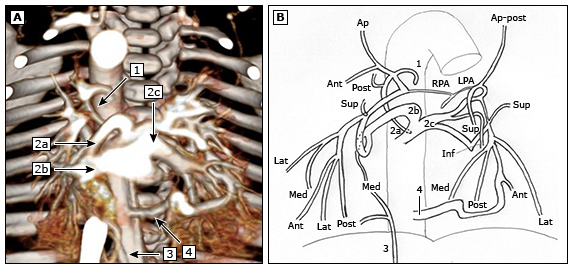 A
1
2c
2a
2b
3
4
B
Ap
Ap-post
1
Ant
Post
RPA
LPA
Sup
2b
2a
2c
Sup
Sup
Inf
Lat
Med
Med
4
Med
Ant
Post
Ant
Lat
Post
Lat
3